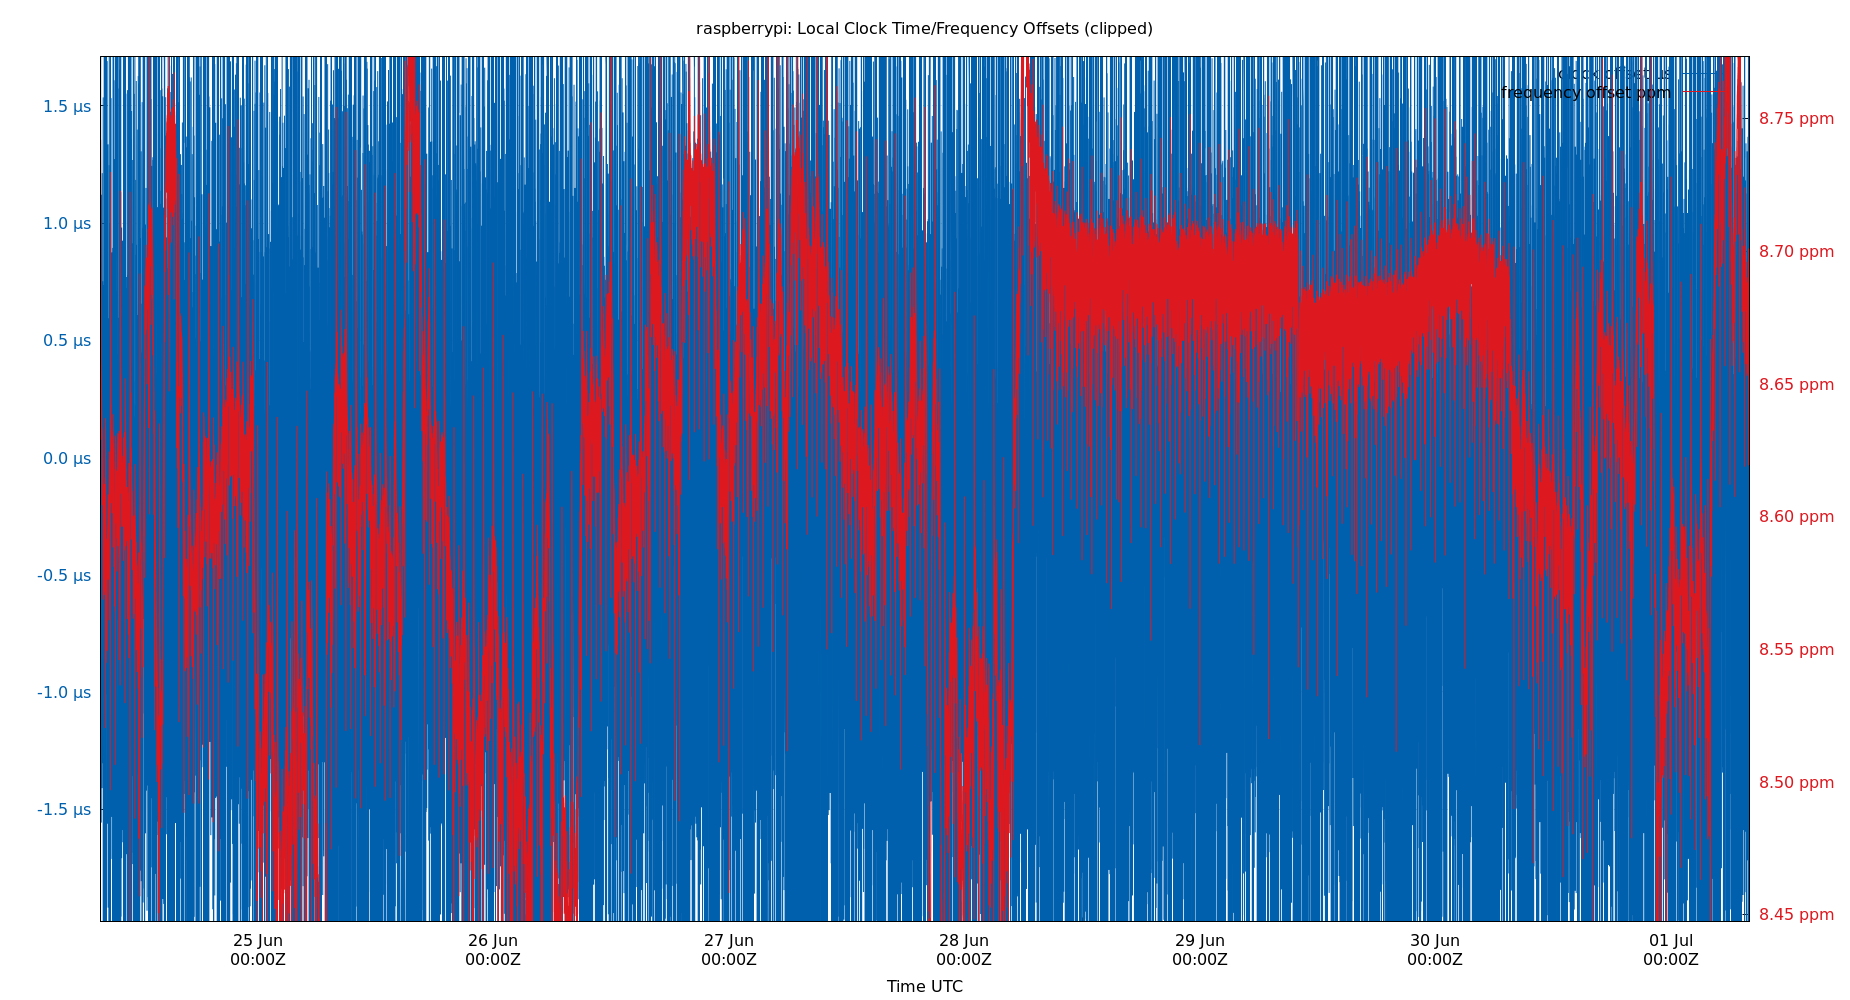 raspberrypi: Local Clock Time/Frequency Offsets (clipped)
clock offset us
frequency offset ppm
1.5 µs
1.0 µs
0.5 µs
0.0 µs
-0.5 µs
-1.0 µs
-1.5 µs
8.75 ppm
8.70 ppm
8.65 ppm
8.60 ppm
8.55 ppm
8.50 ppm
8.45 ppm
25 Jun 26 Jun 27 Jun 28 Jun 29 Jun 30 Jun 01 Jul
00:00Z 00:00Z 00:00Z 00:00Z 00:00Z 00:00Z 00:00Z
Time UTC